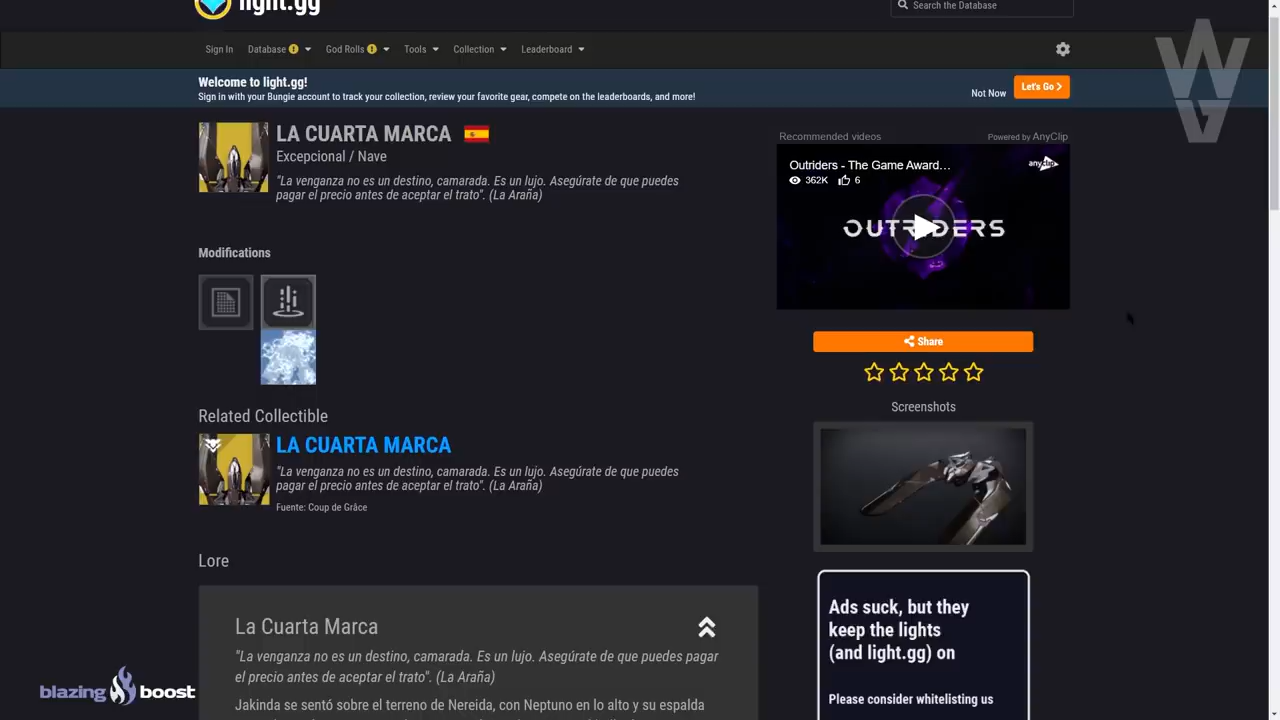 light.gg
Search the Database
Sign In
Database
God Rolls
Tools
Collection
Leaderboard
Welcome to light.gg!
Sign in with your Bungie account to track your collection, review your favorite gear, compete on the leaderboards, and more!
Not Now
Let's Go
LA CUARTA MARCA
Excepcional / Nave
"La venganza no es un destino, camarada. Es un lujo. Asegúrate de que puedes
pagar el precio antes de aceptar el trato". (La Araña)
Modifications
Related Collectible
LA CUARTA MARCA
"La venganza no es un destino, camarada. Es un lujo. Asegúrate de que puedes
pagar el precio antes de aceptar el trato". (La Araña)
Fuente: Coup de Grâce
Lore
La Cuarta Marca
"La venganza no es un destino, camarada. Es un lujo. Asegúrate de que puedes pagar
el precio antes de aceptar el trato". (La Araña)
Jakinda se sentó sobre el terreno de Nereida, con Neptuno en lo alto y su espalda
Recommended videos
Powered by AnyClip
Outriders - The Game Award...
anyclip
362K
6
OUTRIDERS
Share
Screenshots
Ads suck, but they
keep the lights
(and light.gg) on
Please consider whitelisting us
WG
blazing boost